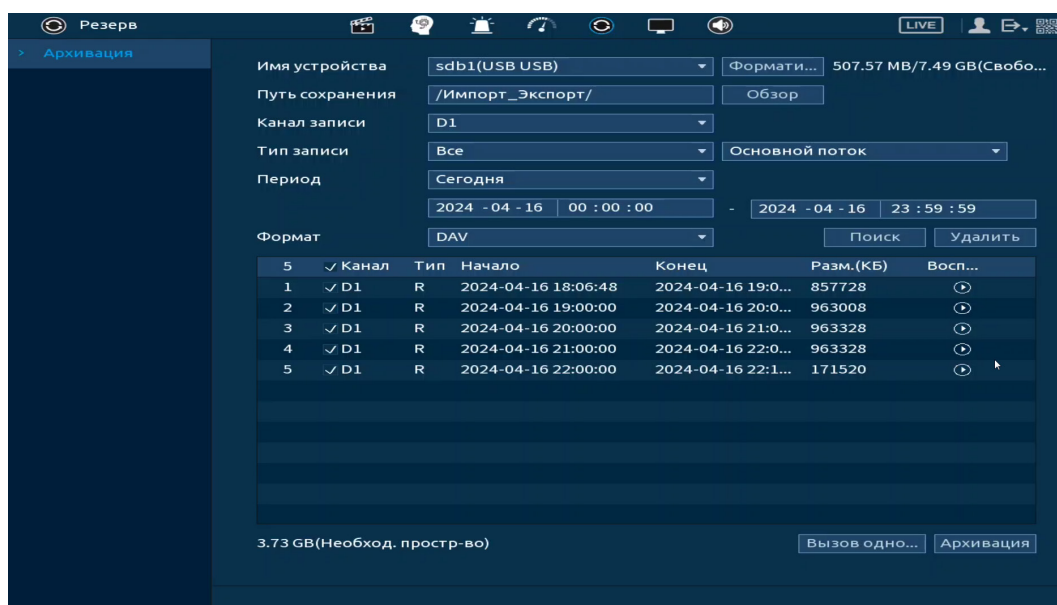 Резерв LIVE
Архивация
Имя устройства sdb1(USB USB) Формати... 507.57 MB/7.49 GB(Свобо...
Путь сохранения /Импорт_Экспорт/ Обзор
Канал записи D1
Тип записи Все Основной поток
Период Сегодня
2024 - 04 - 16 00 : 00 : 00 - 2024 - 04 - 16 23 : 59 : 59
Формат DAV Поиск Удалить
5 Канал Тип Начало Конец Разм.(КБ) Восп...
1 D1 R 2024-04-16 18:06:48 2024-04-16 19:0... 857728
2 D1 R 2024-04-16 19:00:00 2024-04-16 20:0... 963008
3 D1 R 2024-04-16 20:00:00 2024-04-16 21:0... 963328
4 D1 R 2024-04-16 21:00:00 2024-04-16 22:0... 963328
5 D1 R 2024-04-16 22:00:00 2024-04-16 22:1... 171520
3.73 GB(Необход. простр-во) Вызов одно... Архивация